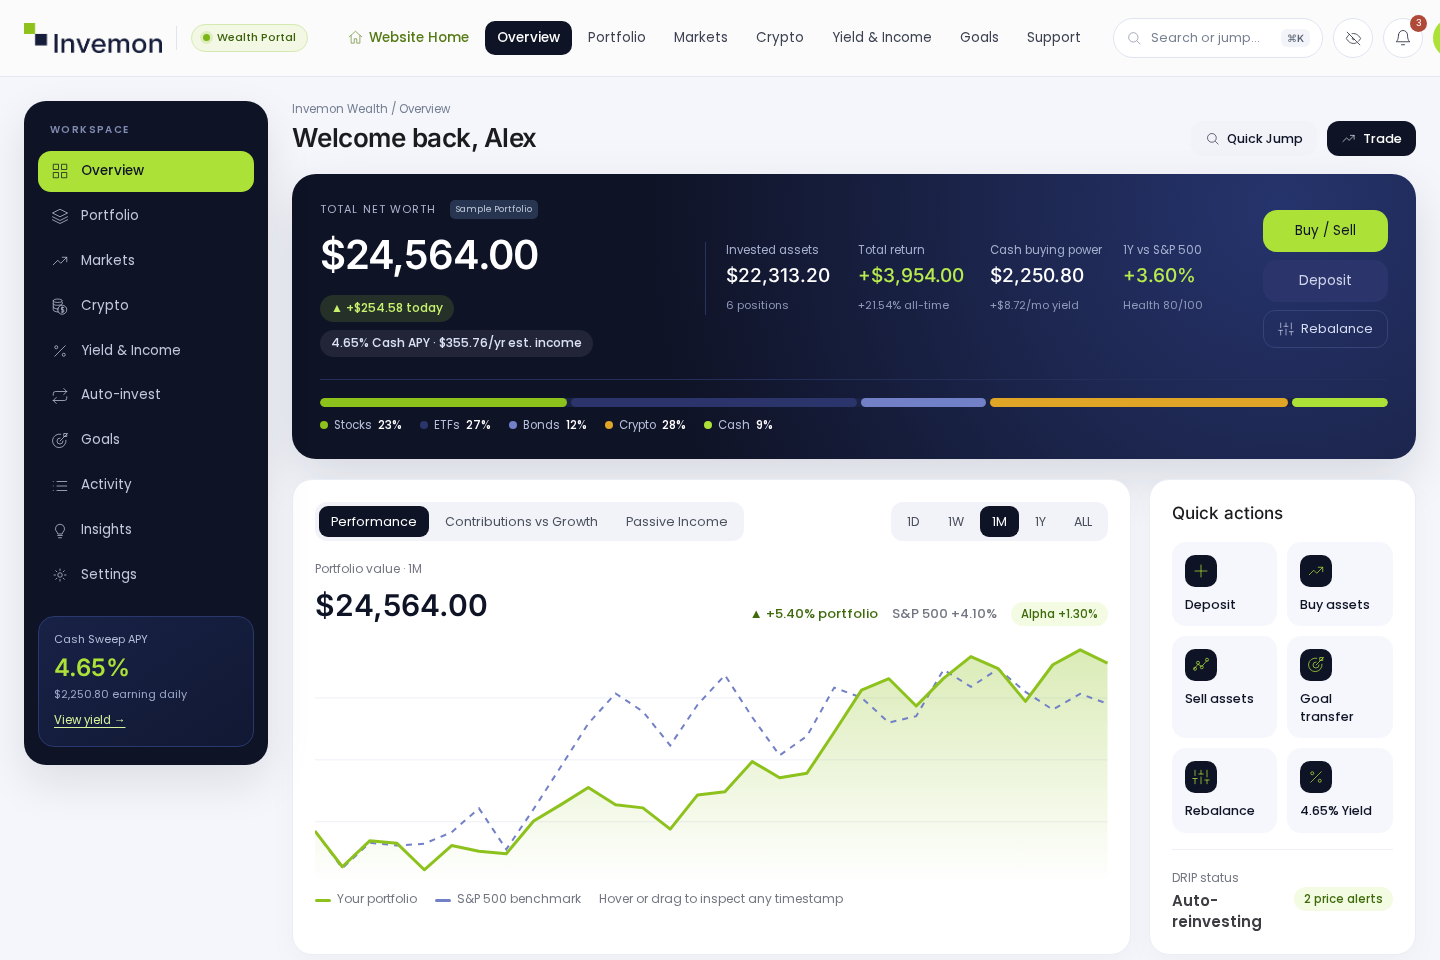 Invemon
Wealth Portal
Website Home
Overview
Portfolio
Markets
Crypto
Yield & Income
Goals
Support
Search or jump...
⌘K
3
WORKSPACE
Overview
Portfolio
Markets
Crypto
Yield & Income
Auto-invest
Goals
Activity
Insights
Settings
Cash Sweep APY
4.65%
$2,250.80 earning daily
View yield →
Invemon Wealth / Overview
Welcome back, Alex
Quick Jump
Trade
TOTAL NET WORTH
Sample Portfolio
$24,564.00
▲ +$254.58 today
4.65% Cash APY · $355.76/yr est. income
Invested assets
$22,313.20
6 positions
Total return
+$3,954.00
+21.54% all-time
Cash buying power
$2,250.80
+$8.72/mo yield
1Y vs S&P 500
+3.60%
Health 80/100
Buy / Sell
Deposit
Rebalance
Stocks 23%
ETFs 27%
Bonds 12%
Crypto 28%
Cash 9%
Performance
Contributions vs Growth
Passive Income
1D
1W
1M
1Y
ALL
Portfolio value · 1M
$24,564.00
▲ +5.40% portfolio
S&P 500 +4.10%
Alpha +1.30%
Your portfolio
S&P 500 benchmark
Hover or drag to inspect any timestamp
Quick actions
Deposit
Buy assets
Sell assets
Goal
transfer
Rebalance
4.65% Yield
DRIP status
Auto-
reinvesting
2 price alerts